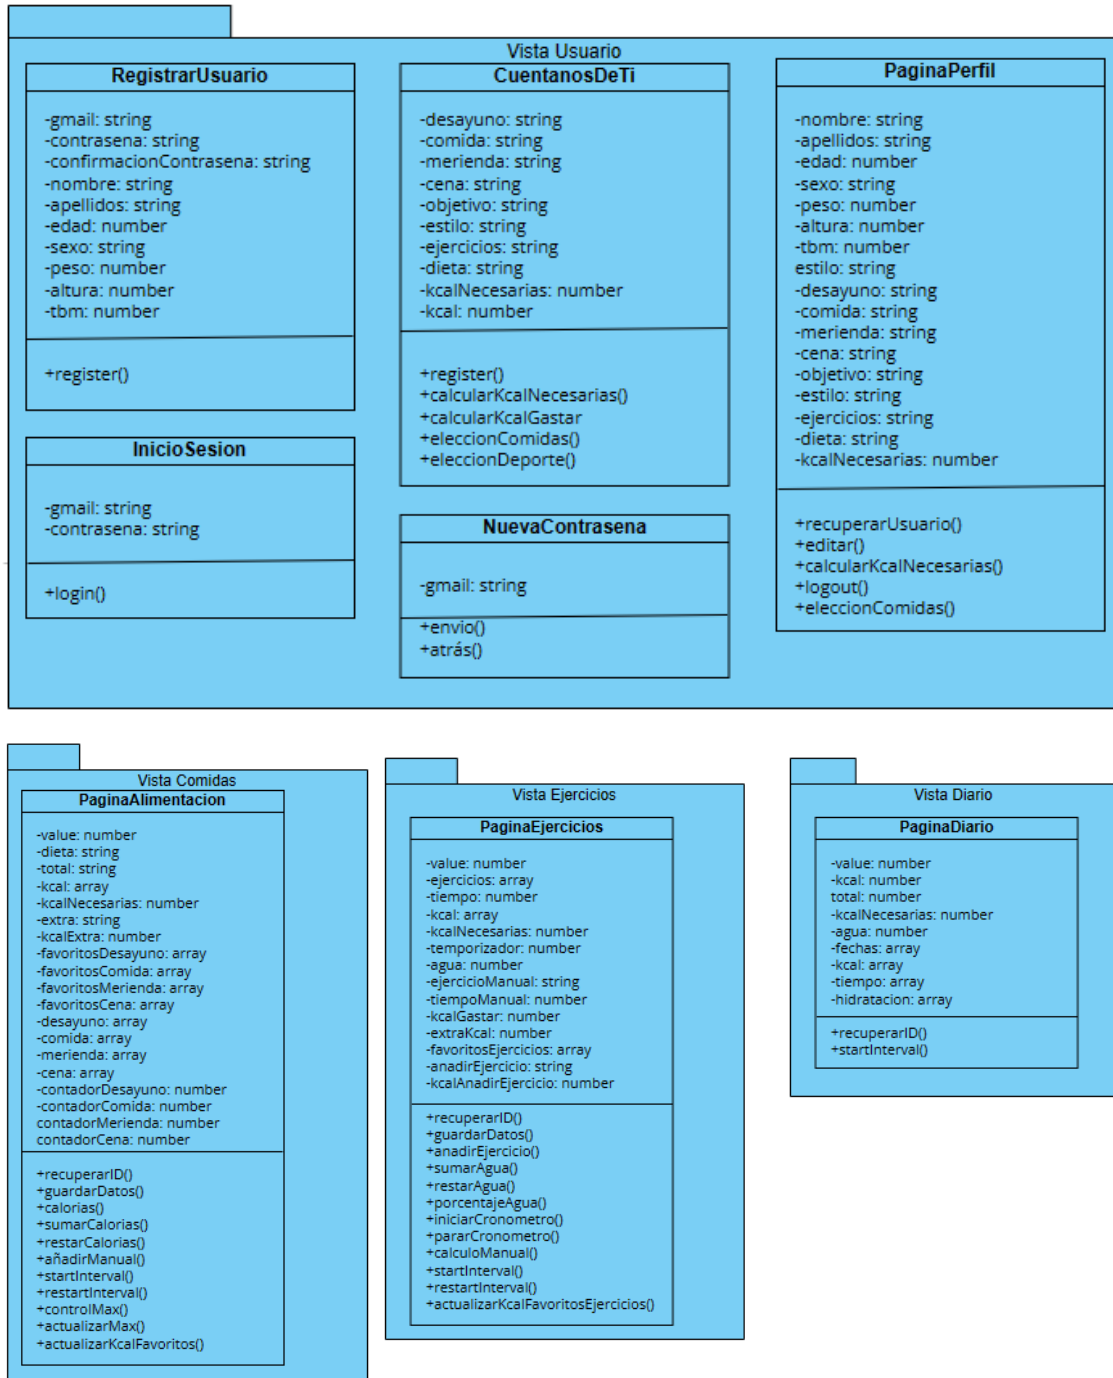 Vista Usuario
RegistrarUsuario
-gmail: string
-contrasena: string
-confirmacionContrasena: string
-nombre: string
-apellidos: string
-edad: number
-sexo: string
-peso: number
-altura: number
-tbm: number
+register()
CuentanosDeTi
-desayuno: string
-comida: string
-merienda: string
-cena: string
-objetivo: string
-estilo: string
-ejercicios: string
-dieta: string
-kcalNecesarias: number
-kcal: number
+register()
+calcularKcalNecesarias()
+calcularKcalGastar
+eleccionComidas()
+eleccionDeporte()
PaginaPerfil
-nombre: string
-apellidos: string
-edad: number
-sexo: string
-peso: number
-altura: number
-tbm: number
estilo: string
-desayuno: string
-comida: string
-merienda: string
-cena: string
-objetivo: string
-estilo: string
-ejercicios: string
-dieta: string
-kcalNecesarias: number
+recuperarUsuario()
+editar()
+calcularKcalNecesarias()
+logout()
+eleccionComidas()
InicioSesion
-gmail: string
-contrasena: string
+login()
NuevaContrasena
-gmail: string
+envio()
+atrás()
Vista Comidas
PaginaAlimentacion
-value: number
-dieta: string
-total: string
-kcal: array
-kcalNecesarias: number
-extra: string
-kcalExtra: number
-favoritosDesayuno: array
-favoritosComida: array
-favoritosMerienda: array
-favoritosCena: array
-desayuno: array
-comida: array
-merienda: array
-cena: array
-contadorDesayuno: number
-contadorComida: number
contadorMerienda: number
contadorCena: number
+recuperarID()
+guardarDatos()
+calorias()
+sumarCalorias()
+restarCalorias()
+añadirManual()
+startInterval()
+restartInterval()
+controlMax()
+actualizarMax()
+actualizarKcalFavoritos()
Vista Ejercicios
PaginaEjercicios
-value: number
-ejercicios: array
-tiempo: number
-kcal: array
-kcalNecesarias: number
-temporizador: number
-agua: number
-ejercicioManual: string
-tiempoManual: number
-kcalGastar: number
-extraKcal: number
-favoritosEjercicios: array
-anadirEjercicio: string
-kcalAnadirEjercicio: number
+recuperarID()
+guardarDatos()
+anadirEjercicio()
+sumarAgua()
+restarAgua()
+porcentajeAgua()
+iniciarCronometro()
+pararCronometro()
+calculoManual()
+startInterval()
+restartInterval()
+actualizarKcalFavoritosEjercicios()
Vista Diario
PaginaDiario
-value: number
-kcal: number
total: number
-kcalNecesarias: number
-agua: number
-fechas: array
-kcal: array
-tiempo: array
-hidratacion: array
+recuperarID()
+startInterval()